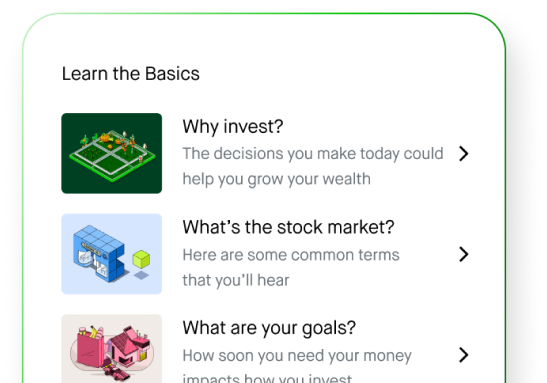 Learn the Basics
Why invest?
The decisions you make today could
help you grow your wealth
What's the stock market?
Here are some common terms
that you'll hear
What are your goals?
How soon you need your money
impacts how you invest